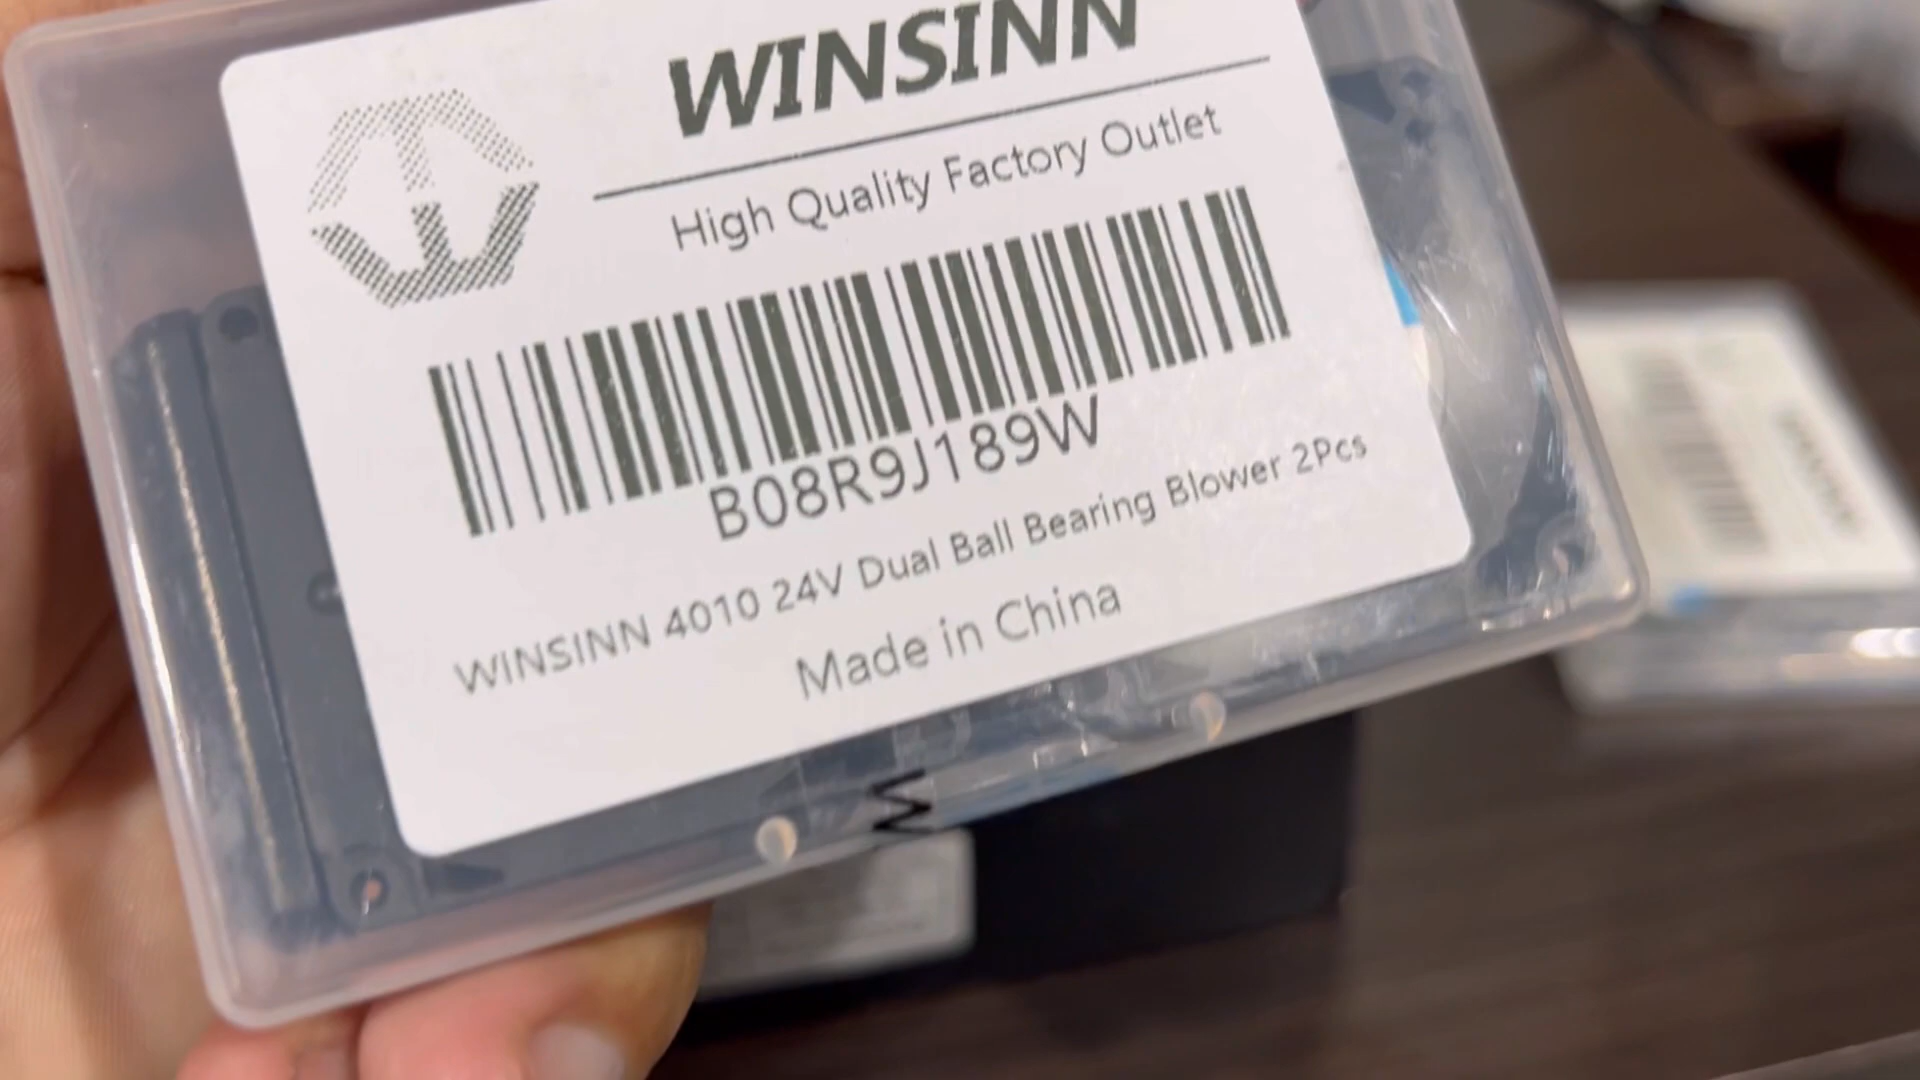 WINSINN
High Quality Factory Outlet
B08R9J189W
WINSINN 4010 24V Dual Ball Bearing Blower 2Pcs
Made in China